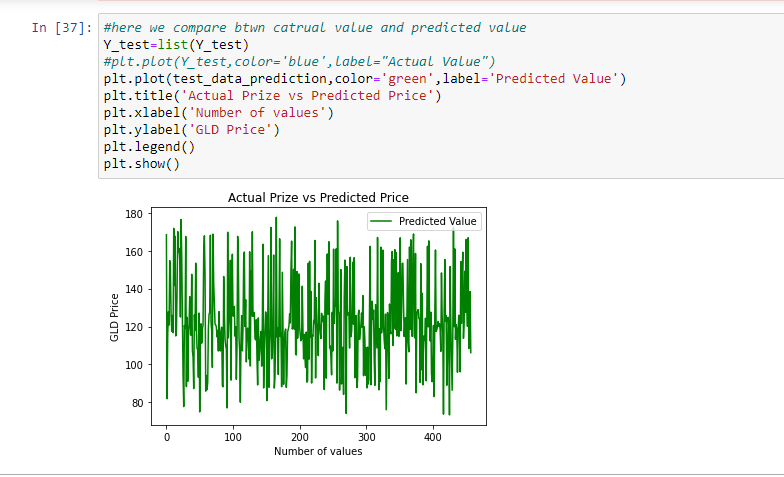 In [37]: #here we compare btwn catrual value and predicted value
Y_test=list(Y_test)
#plt.plot(Y_test,color='blue',label="Actual Value")
plt.plot(test_data_prediction,color='green',label='Predicted Value')
plt.title('Actual Prize vs Predicted Price')
plt.xlabel('Number of values')
plt.ylabel('GLD Price')
plt.legend()
plt.show()
Actual Prize vs Predicted Price
Predicted Value
180
160
140
120
100
80
GLD Price
0 100 200 300 400
Number of values